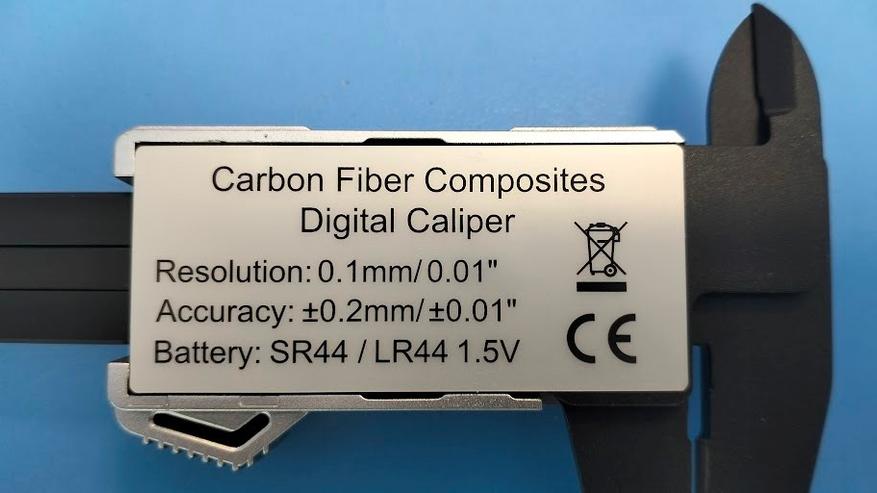 Carbon Fiber Composites
Digital Caliper
Resolution: 0.1mm/ 0.01"
Accuracy: ±0.2mm/ ±0.01"
Battery: SR44 / LR44 1.5V
CE